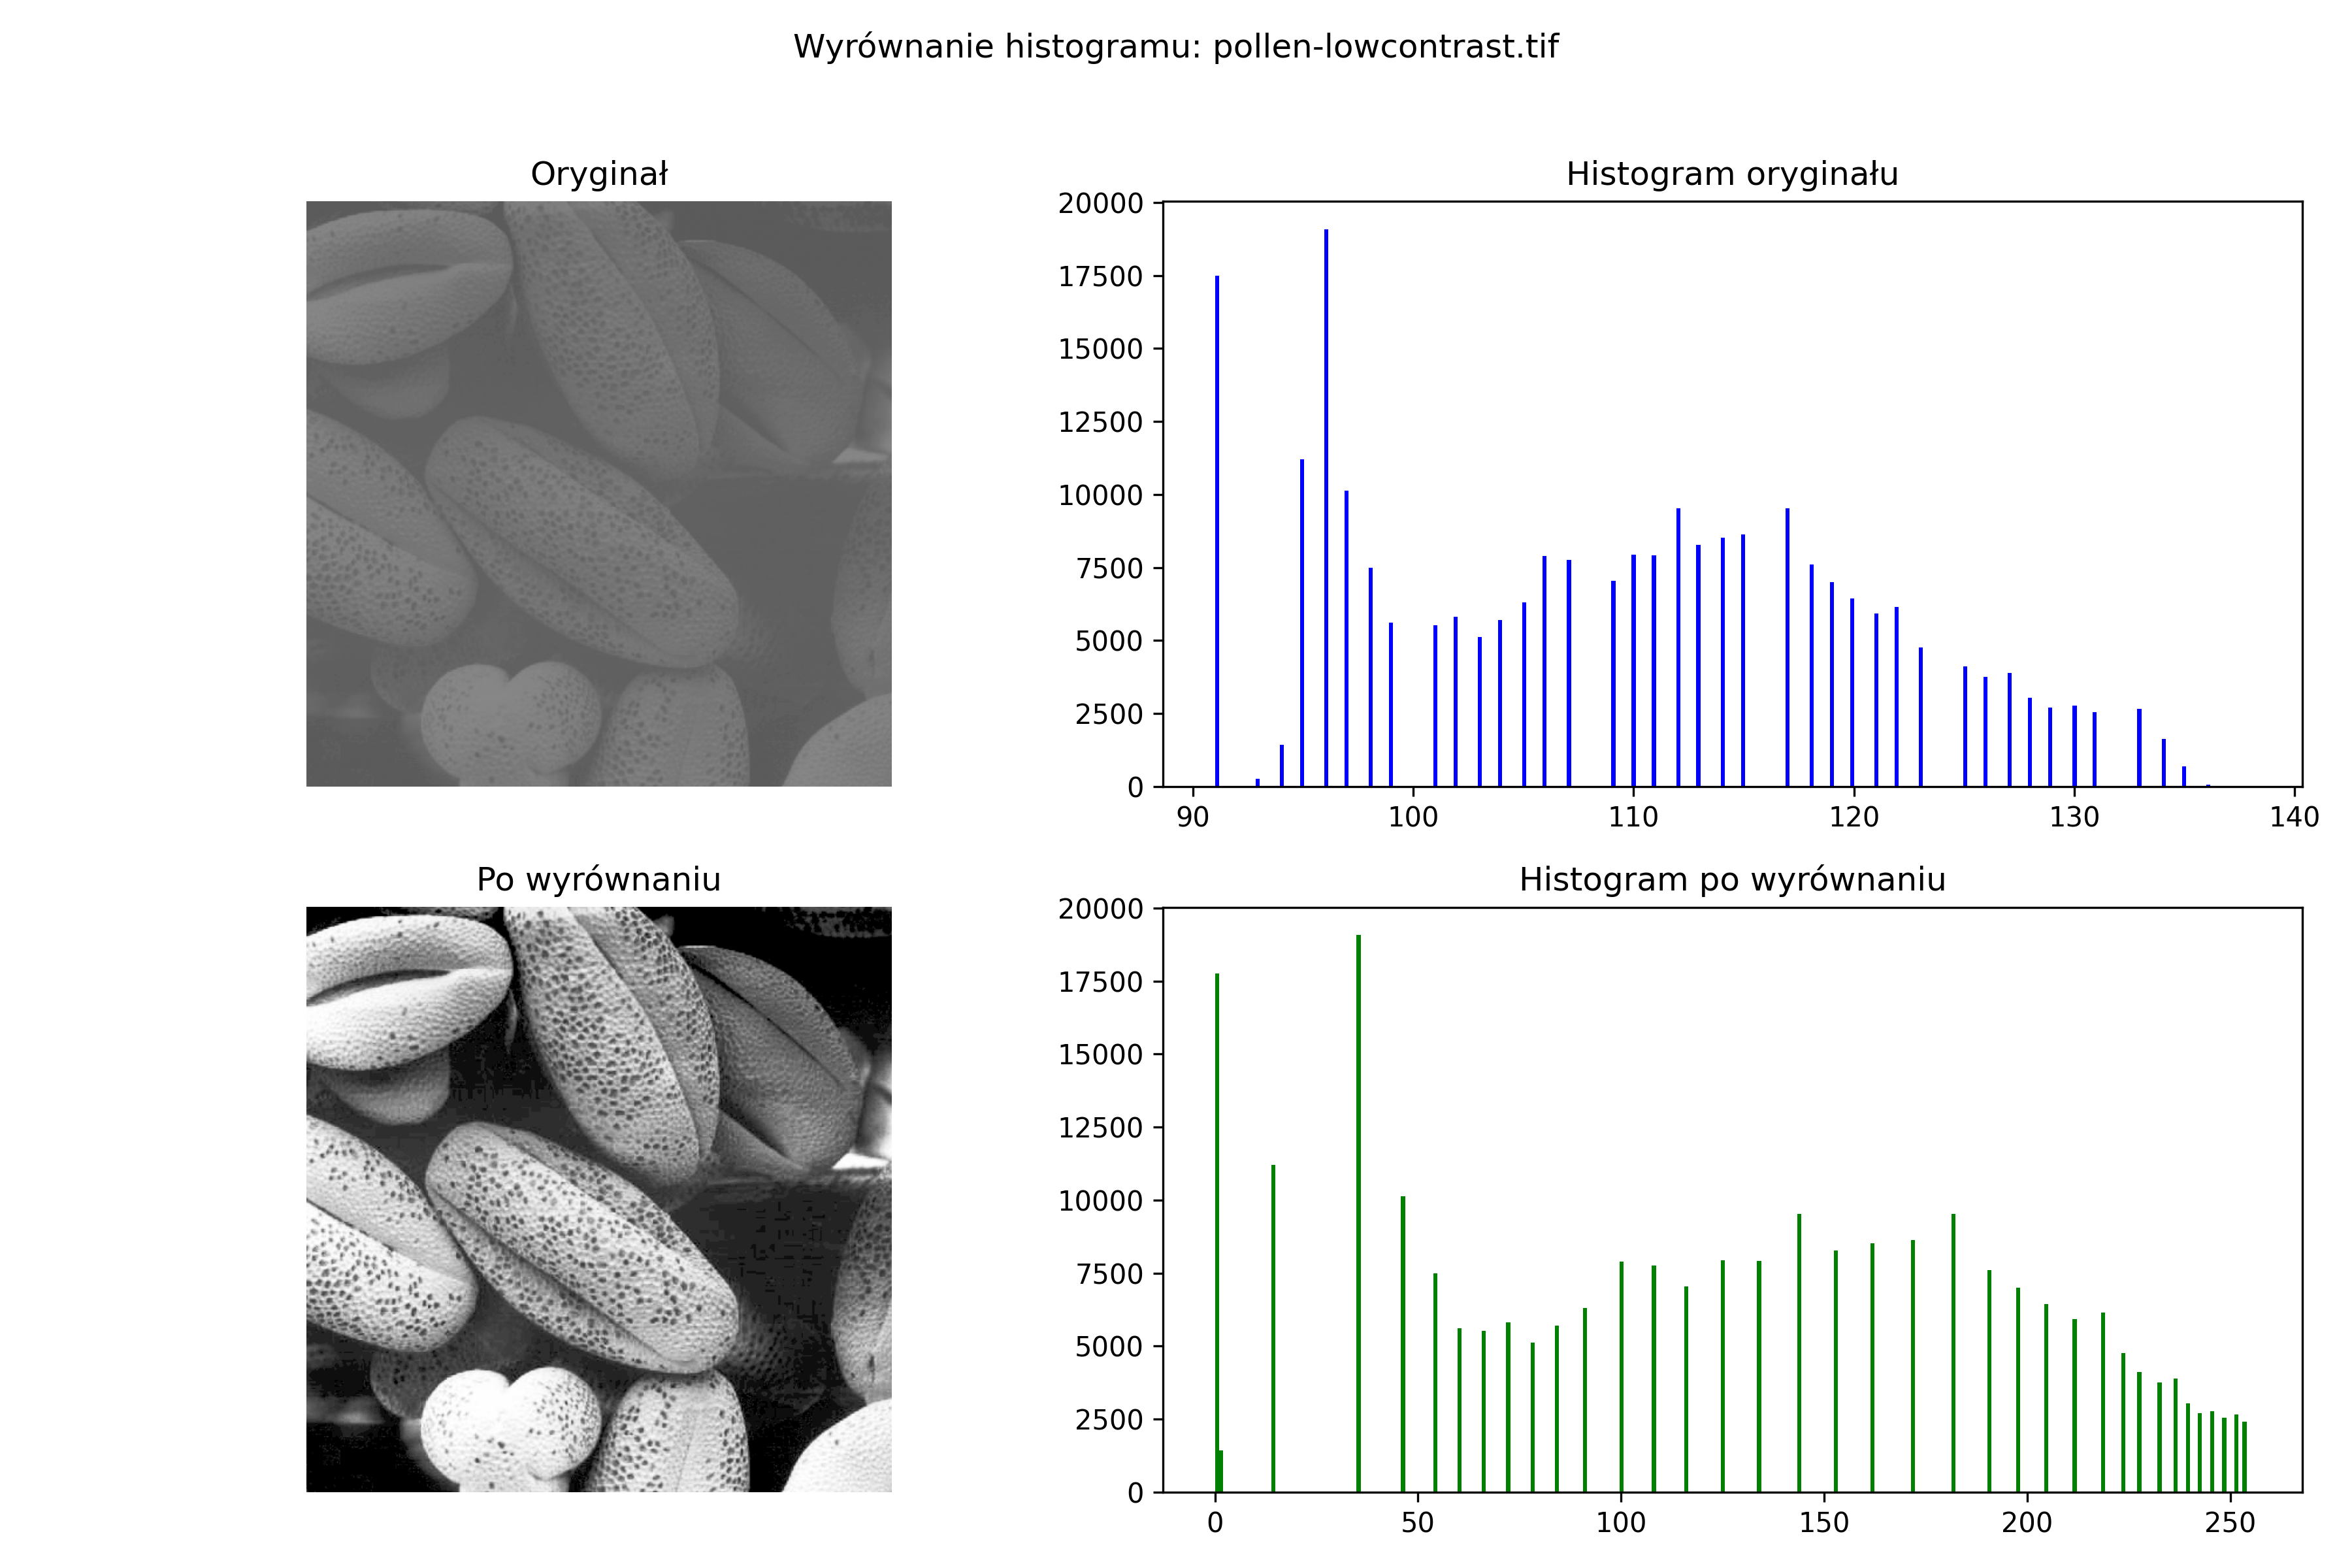 Wyrównanie histogramu: pollen-lowcontrast.tif
Oryginał
Histogram oryginału
20000
17500
15000
12500
10000
7500
5000
2500
0
90 100 110 120 130 140
Po wyrównaniu
Histogram po wyrównaniu
20000
17500
15000
12500
10000
7500
5000
2500
0
0 50 100 150 200 250